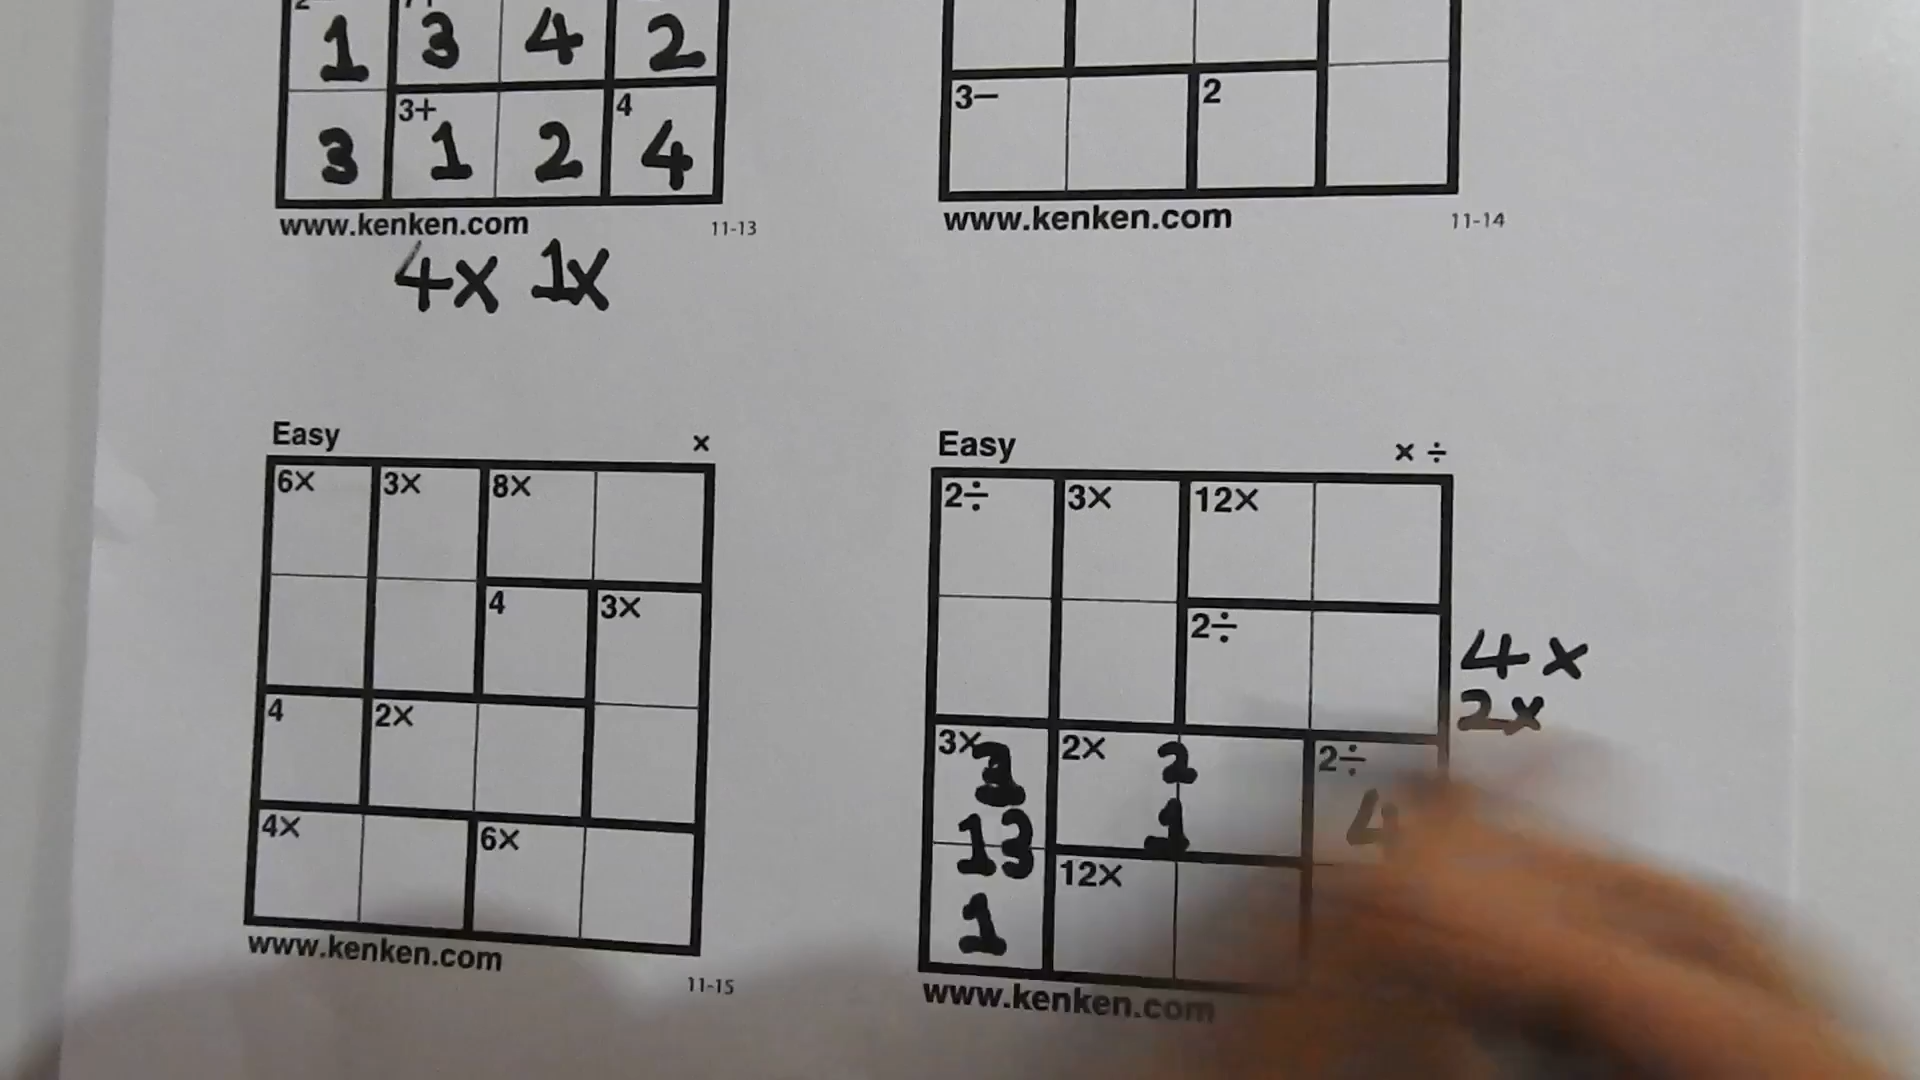 1 3 4 2
3+ 4
3 1 2 4
www.kenken.com 11-13
4x 1x
3− 2
www.kenken.com 11-14
Easy ×
6× 3× 8×
4 3×
4 2×
4× 6×
www.kenken.com
11-15
Easy × ÷
2÷ 3× 12×
2÷
4x
2x
3× 2× 2 2÷
13 1 4
12×
1
www.kenken.com